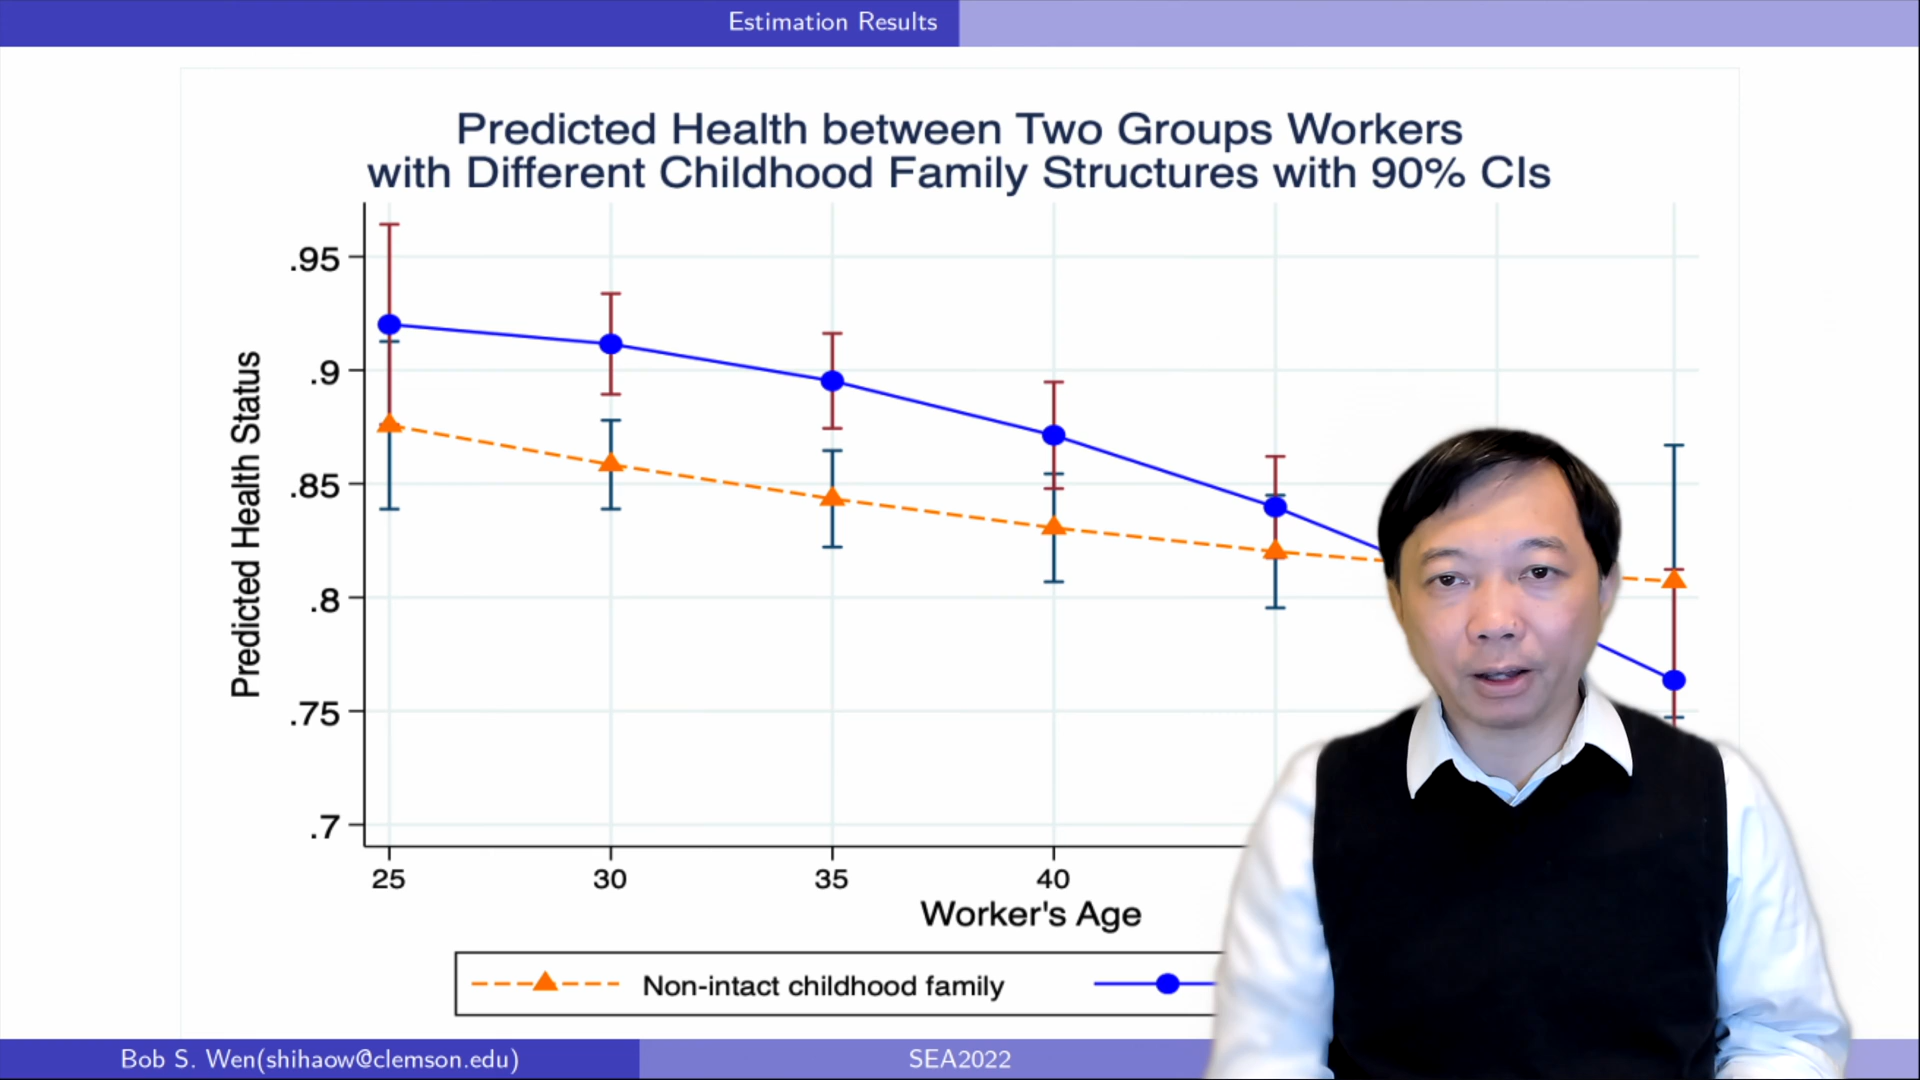 Estimation Results
Predicted Health between Two Groups Workers
with Different Childhood Family Structures with 90% CIs
Predicted Health Status
.95
.9
.85
.8
.75
.7
25 30 35 40
Worker's Age
Non-intact childhood family
Bob S. Wen(shihaow@clemson.edu) SEA2022